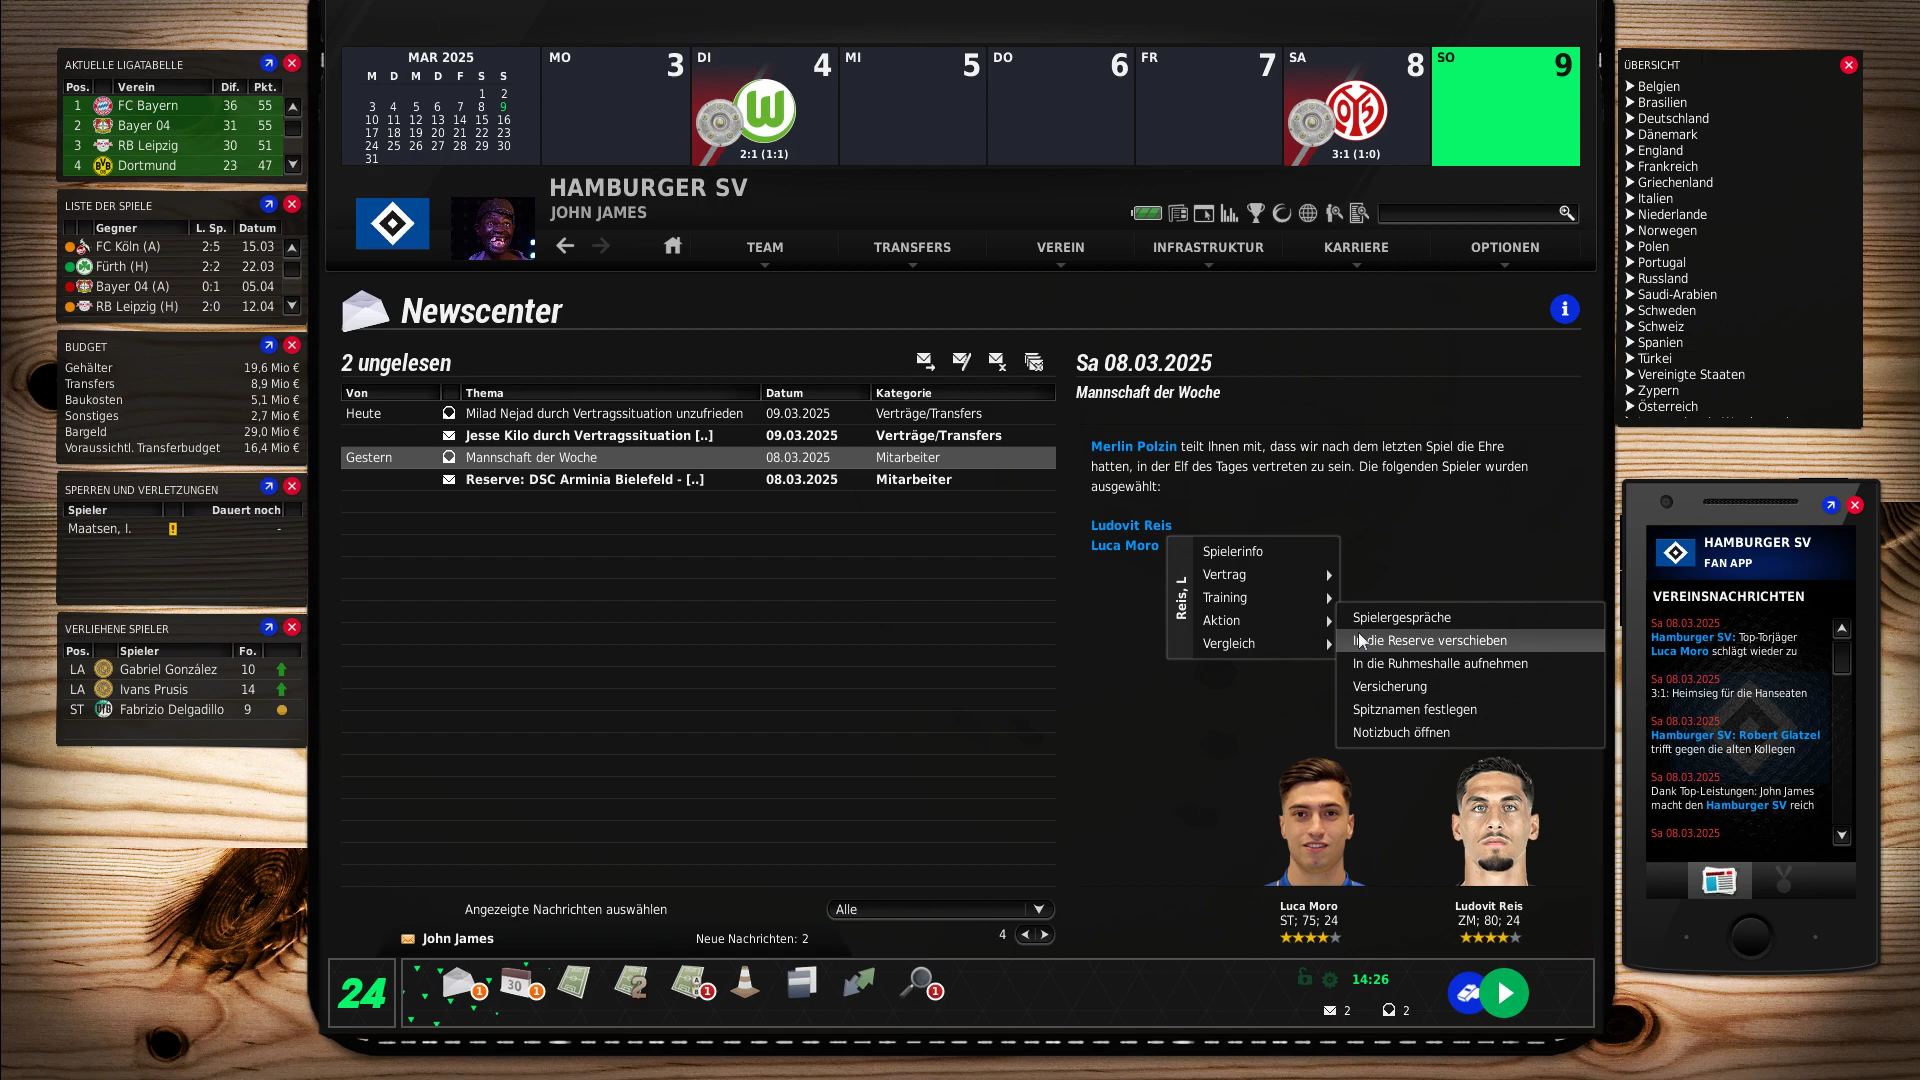 AKTUELLE LIGATABELLE
Pos. Verein Dif. Pkt.
1 FC Bayern 36 55
2 Bayer 04 31 55
3 RB Leipzig 30 51
4 Dortmund 23 47
LISTE DER SPIELE
Gegner L. Sp. Datum
FC Köln (A) 2:5 15.03
Fürth (H) 2:2 22.03
Bayer 04 (A) 0:1 05.04
RB Leipzig (H) 2:0 12.04
BUDGET
Gehälter 19,6 Mio €
Transfers 8,9 Mio €
Baukosten 5,1 Mio €
Sonstiges 2,7 Mio €
Bargeld 29,0 Mio €
Voraussichtl. Transferbudget 16,4 Mio €
SPERREN UND VERLETZUNGEN
Spieler Dauert noch
Maatsen, I. -
VERLIEHENE SPIELER
Pos. Spieler Fo.
LA Gabriel González 10
LA Ivans Prusis 14
ST Fabrizio Delgadillo 9
MAR 2025
M D M D F S S
1 2
3 4 5 6 7 8 9
10 11 12 13 14 15 16
17 18 19 20 21 22 23
24 25 26 27 28 29 30
31
MO 3
DI 4
2:1 (1:1)
MI 5
DO 6
FR 7
SA 8
3:1 (1:0)
SO 9
HAMBURGER SV
JOHN JAMES
TEAM TRANSFERS VEREIN INFRASTRUKTUR KARRIERE OPTIONEN
Newscenter
2 ungelesen
Von Thema Datum Kategorie
Heute Milad Nejad durch Vertragssituation unzufrieden 09.03.2025 Verträge/Transfers
Jesse Kilo durch Vertragssituation [..] 09.03.2025 Verträge/Transfers
Gestern Mannschaft der Woche 08.03.2025 Mitarbeiter
Reserve: DSC Arminia Bielefeld - [..] 08.03.2025 Mitarbeiter
Angezeigte Nachrichten auswählen Alle
John James Neue Nachrichten: 2 4
Sa 08.03.2025
Mannschaft der Woche
Merlin Polzin teilt Ihnen mit, dass wir nach dem letzten Spiel die Ehre
hatten, in der Elf des Tages vertreten zu sein. Die folgenden Spieler wurden
ausgewählt:
Ludovit Reis
Luca Moro
Reis, L
Spielerinfo
Vertrag
Training
Aktion
Vergleich
Spielergespräche
In die Reserve verschieben
In die Ruhmeshalle aufnehmen
Versicherung
Spitznamen festlegen
Notizbuch öffnen
Luca Moro
ST; 75; 24
Ludovit Reis
ZM; 80; 24
24
1 30 1 2 1 1
14:26
2 2
ÜBERSICHT
Belgien
Brasilien
Deutschland
Dänemark
England
Frankreich
Griechenland
Italien
Niederlande
Norwegen
Polen
Portugal
Russland
Saudi-Arabien
Schweden
Schweiz
Spanien
Türkei
Vereinigte Staaten
Zypern
Österreich
HAMBURGER SV
FAN APP
VEREINSNACHRICHTEN
Sa 08.03.2025
Hamburger SV: Top-Torjäger
Luca Moro schlägt wieder zu
Sa 08.03.2025
3:1: Heimsieg für die Hanseaten
Sa 08.03.2025
Hamburger SV: Robert Glatzel
trifft gegen die alten Kollegen
Sa 08.03.2025
Dank Top-Leistungen: John James
macht den Hamburger SV reich
Sa 08.03.2025